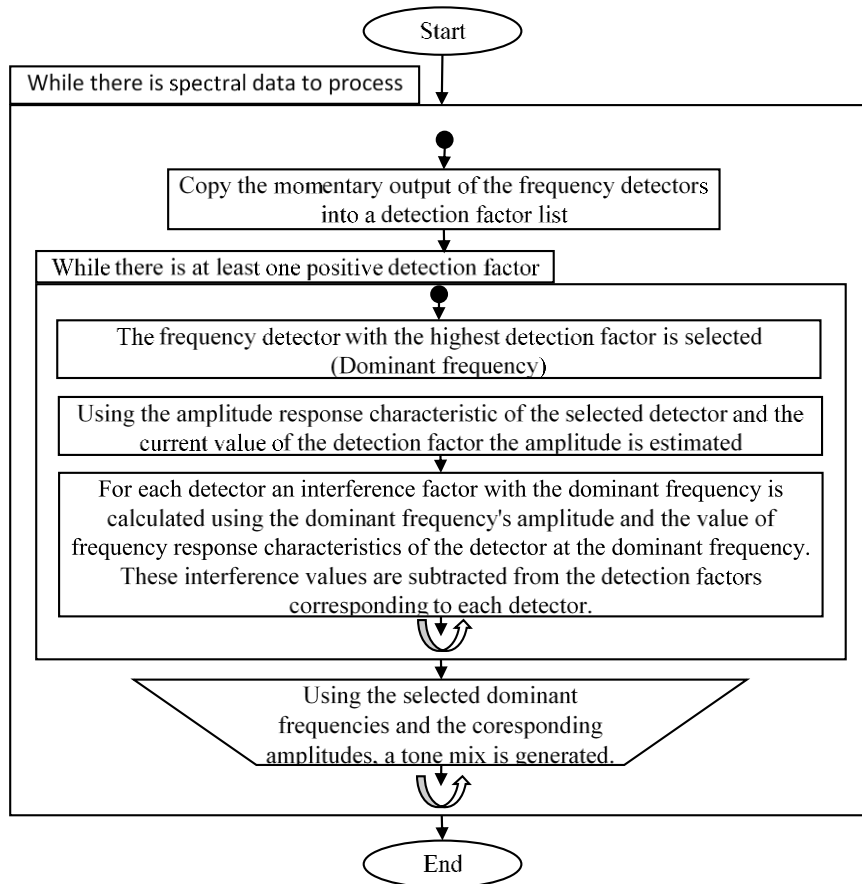 Start
While there is spectral data to process
Copy the momentary output of the frequency detectors
into a detection factor list
While there is at least one positive detection factor
The frequency detector with the highest detection factor is selected
(Dominant frequency)
Using the amplitude response characteristic of the selected detector and the
current value of the detection factor the amplitude is estimated
For each detector an interference factor with the dominant frequency is
calculated using the dominant frequency's amplitude and the value of
frequency response characteristics of the detector at the dominant frequency.
These interference values are subtracted from the detection factors
corresponding to each detector.
Using the selected dominant
frequencies and the coresponding
amplitudes, a tone mix is generated.
End